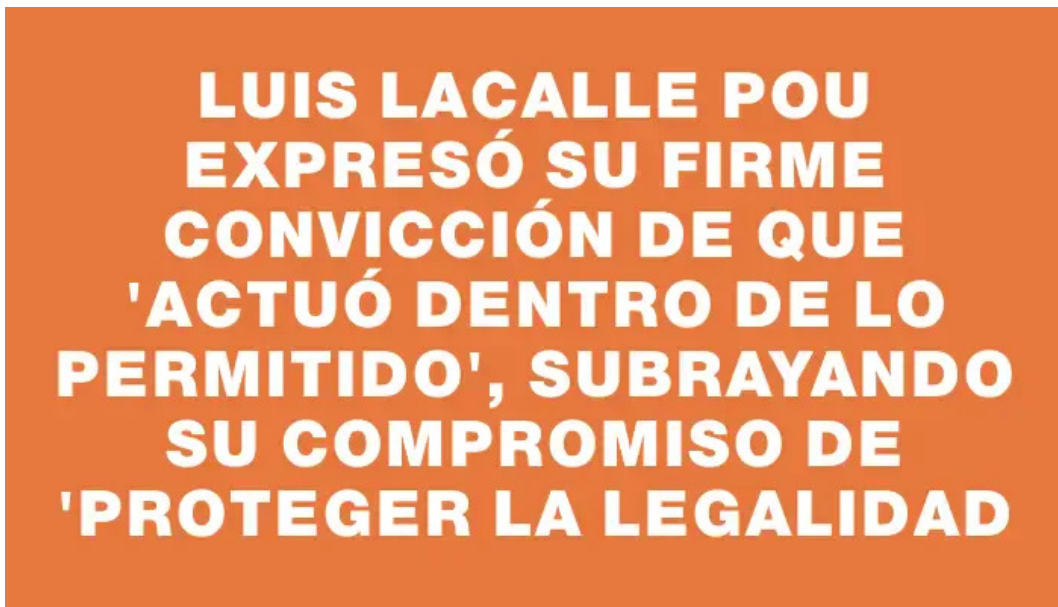 LUIS LACALLE POU
EXPRESÓ SU FIRME
CONVICCIÓN DE QUE
'ACTUÓ DENTRO DE LO
PERMITIDO', SUBRAYANDO
SU COMPROMISO DE
'PROTEGER LA LEGALIDAD